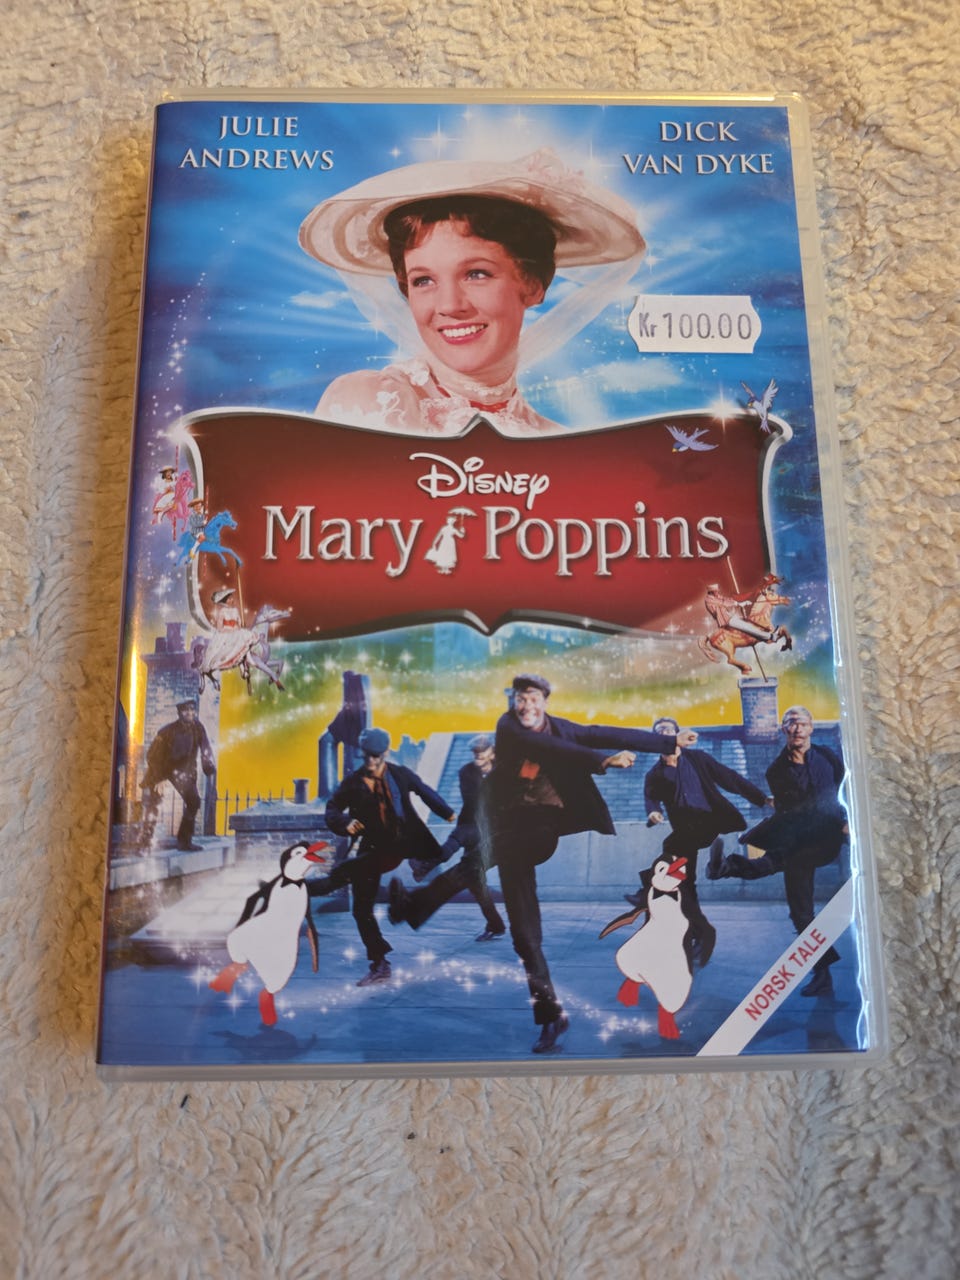 JULIE
ANDREWS
DICK
VAN DYKE
Kr 100.00
Disney
Mary Poppins
NORSK TALE